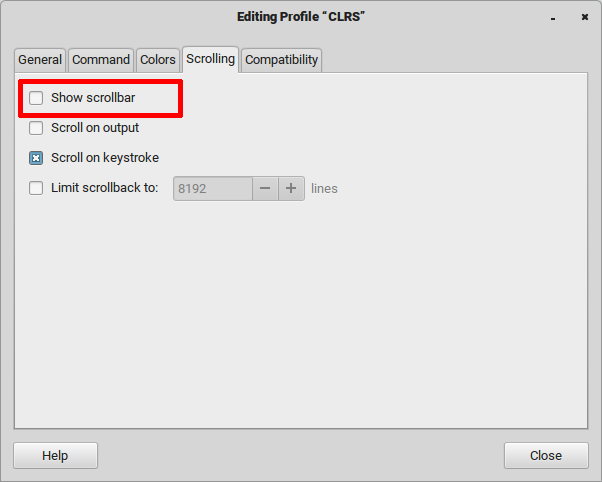 Editing Profile “CLRS”
General Command Colors Scrolling Compatibility
Show scrollbar
Scroll on output
Scroll on keystroke
Limit scrollback to: 8192 lines
Help Close